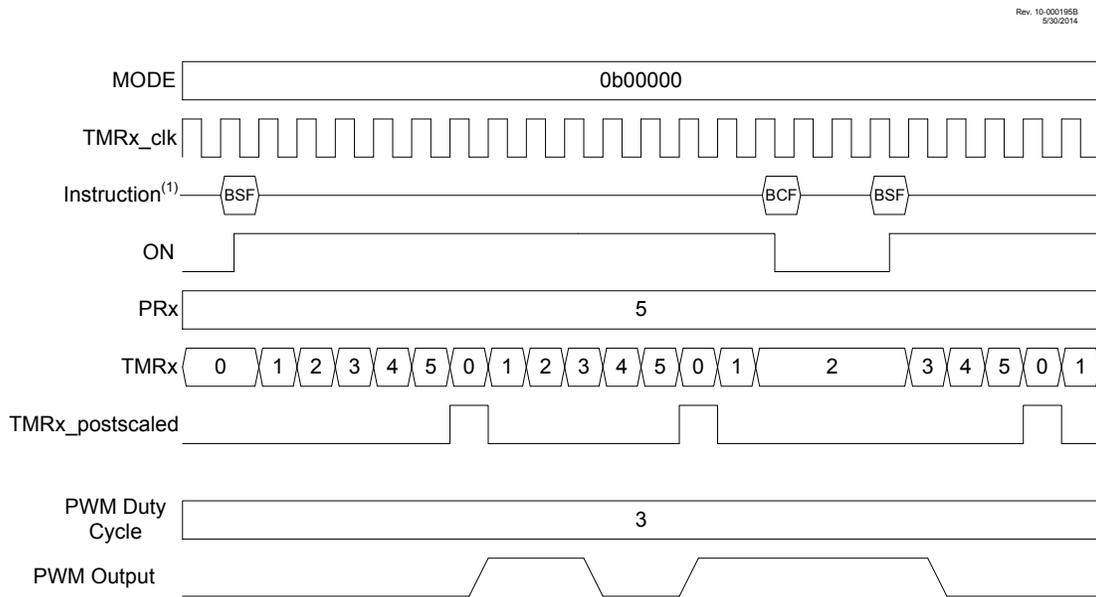 Rev. 10-000195B
5/30/2014
MODE 0b00000
TMRx_clk
Instruction(1) BSF BCF BSF
ON
PRx 5
TMRx 0 1 2 3 4 5 0 1 2 3 4 5 0 1 2 3 4 5 0 1
TMRx_postscaled
PWM Duty
Cycle 3
PWM Output